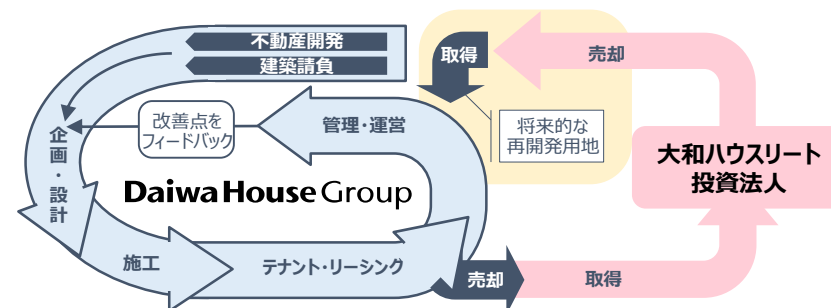 不動産開発
建築請負
取得
売却
改善点を
フィードバック
管理・運営
将来的な
再開発用地
企画・設計
大和ハウスリート
投資法人
Daiwa House Group
施工
テナント・リーシング
売却
取得